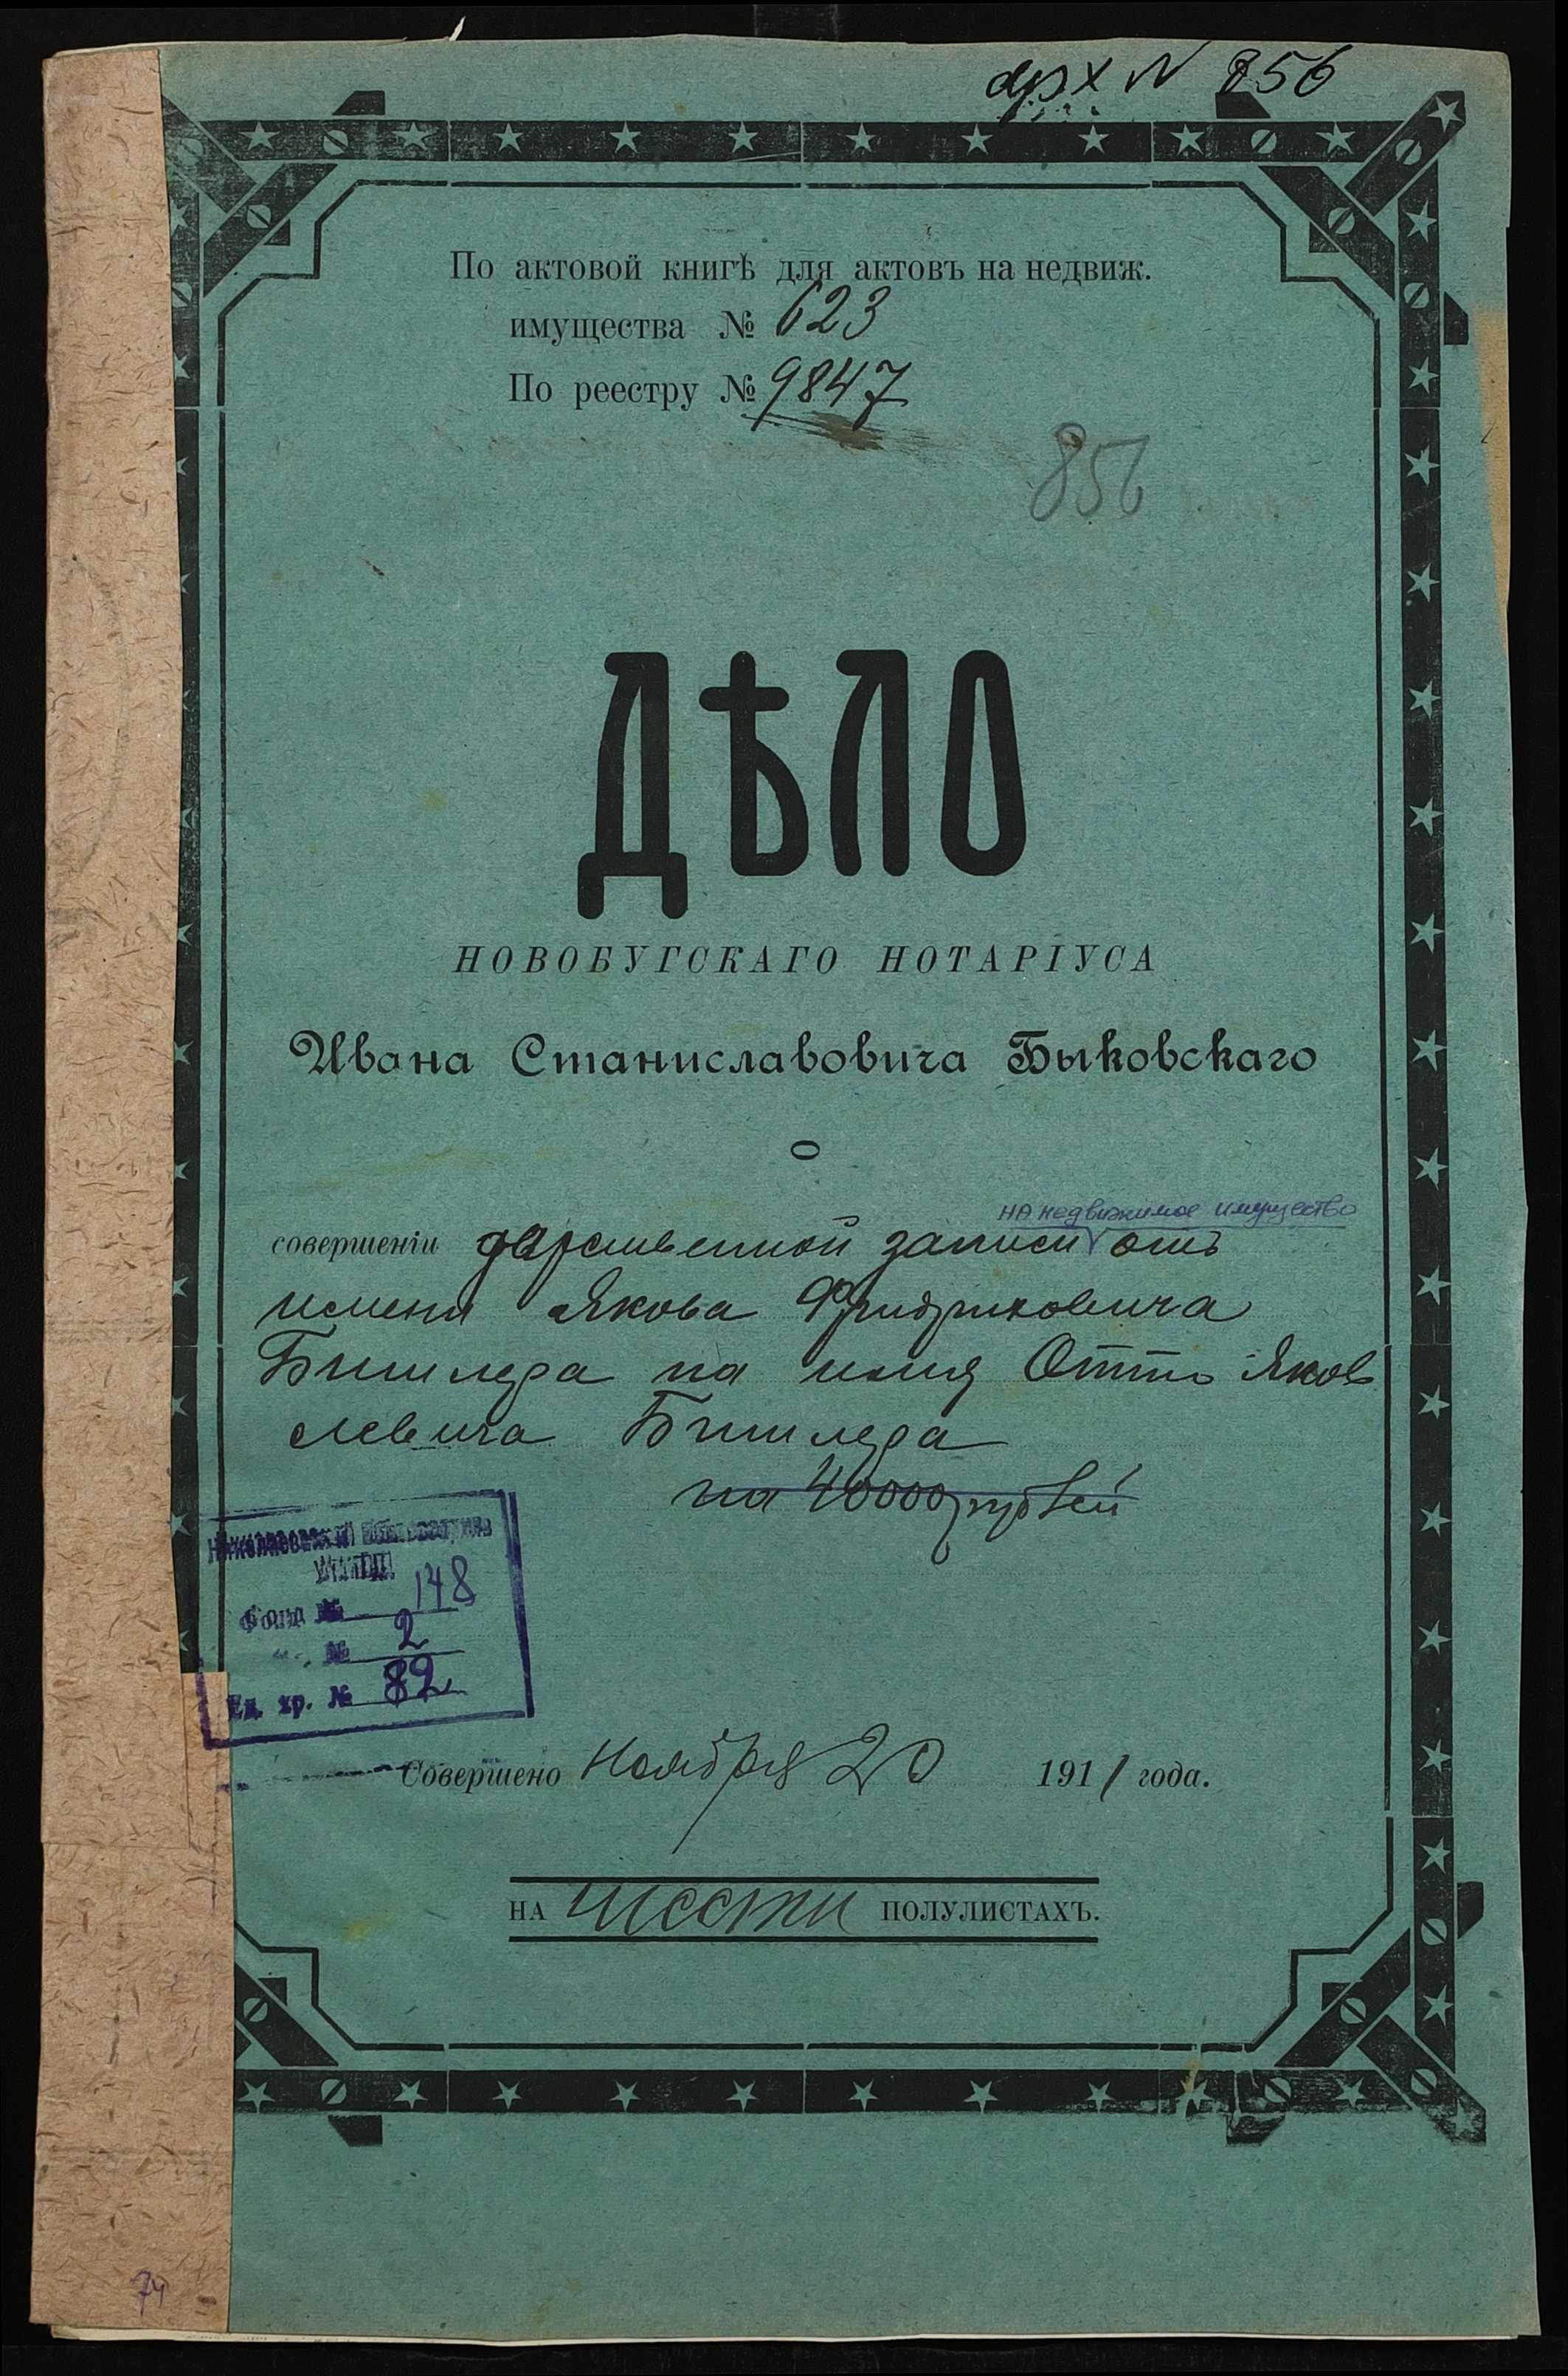 арх N 856
По актовой книгѣ для актовъ на недвиж.
имущества № 623
По реестру № 9847
856
ДѢЛО
НОВОБУГСКАГО НОТАРІУСА
Ивана Станиславовича Быковскаго
О
на недвижимое имущество
совершеніи дарственной записи отъ
имени Якова Фридриховича
Бишлера на имя Отто Яков
левича Бишлера
на 40000 рублей
Николаевский
Фонд № 148
№ 2
Ед. хр. № 82
Совершено Ноября 20 1911 года.
НА шести ПОЛУЛИСТАХЪ.
74